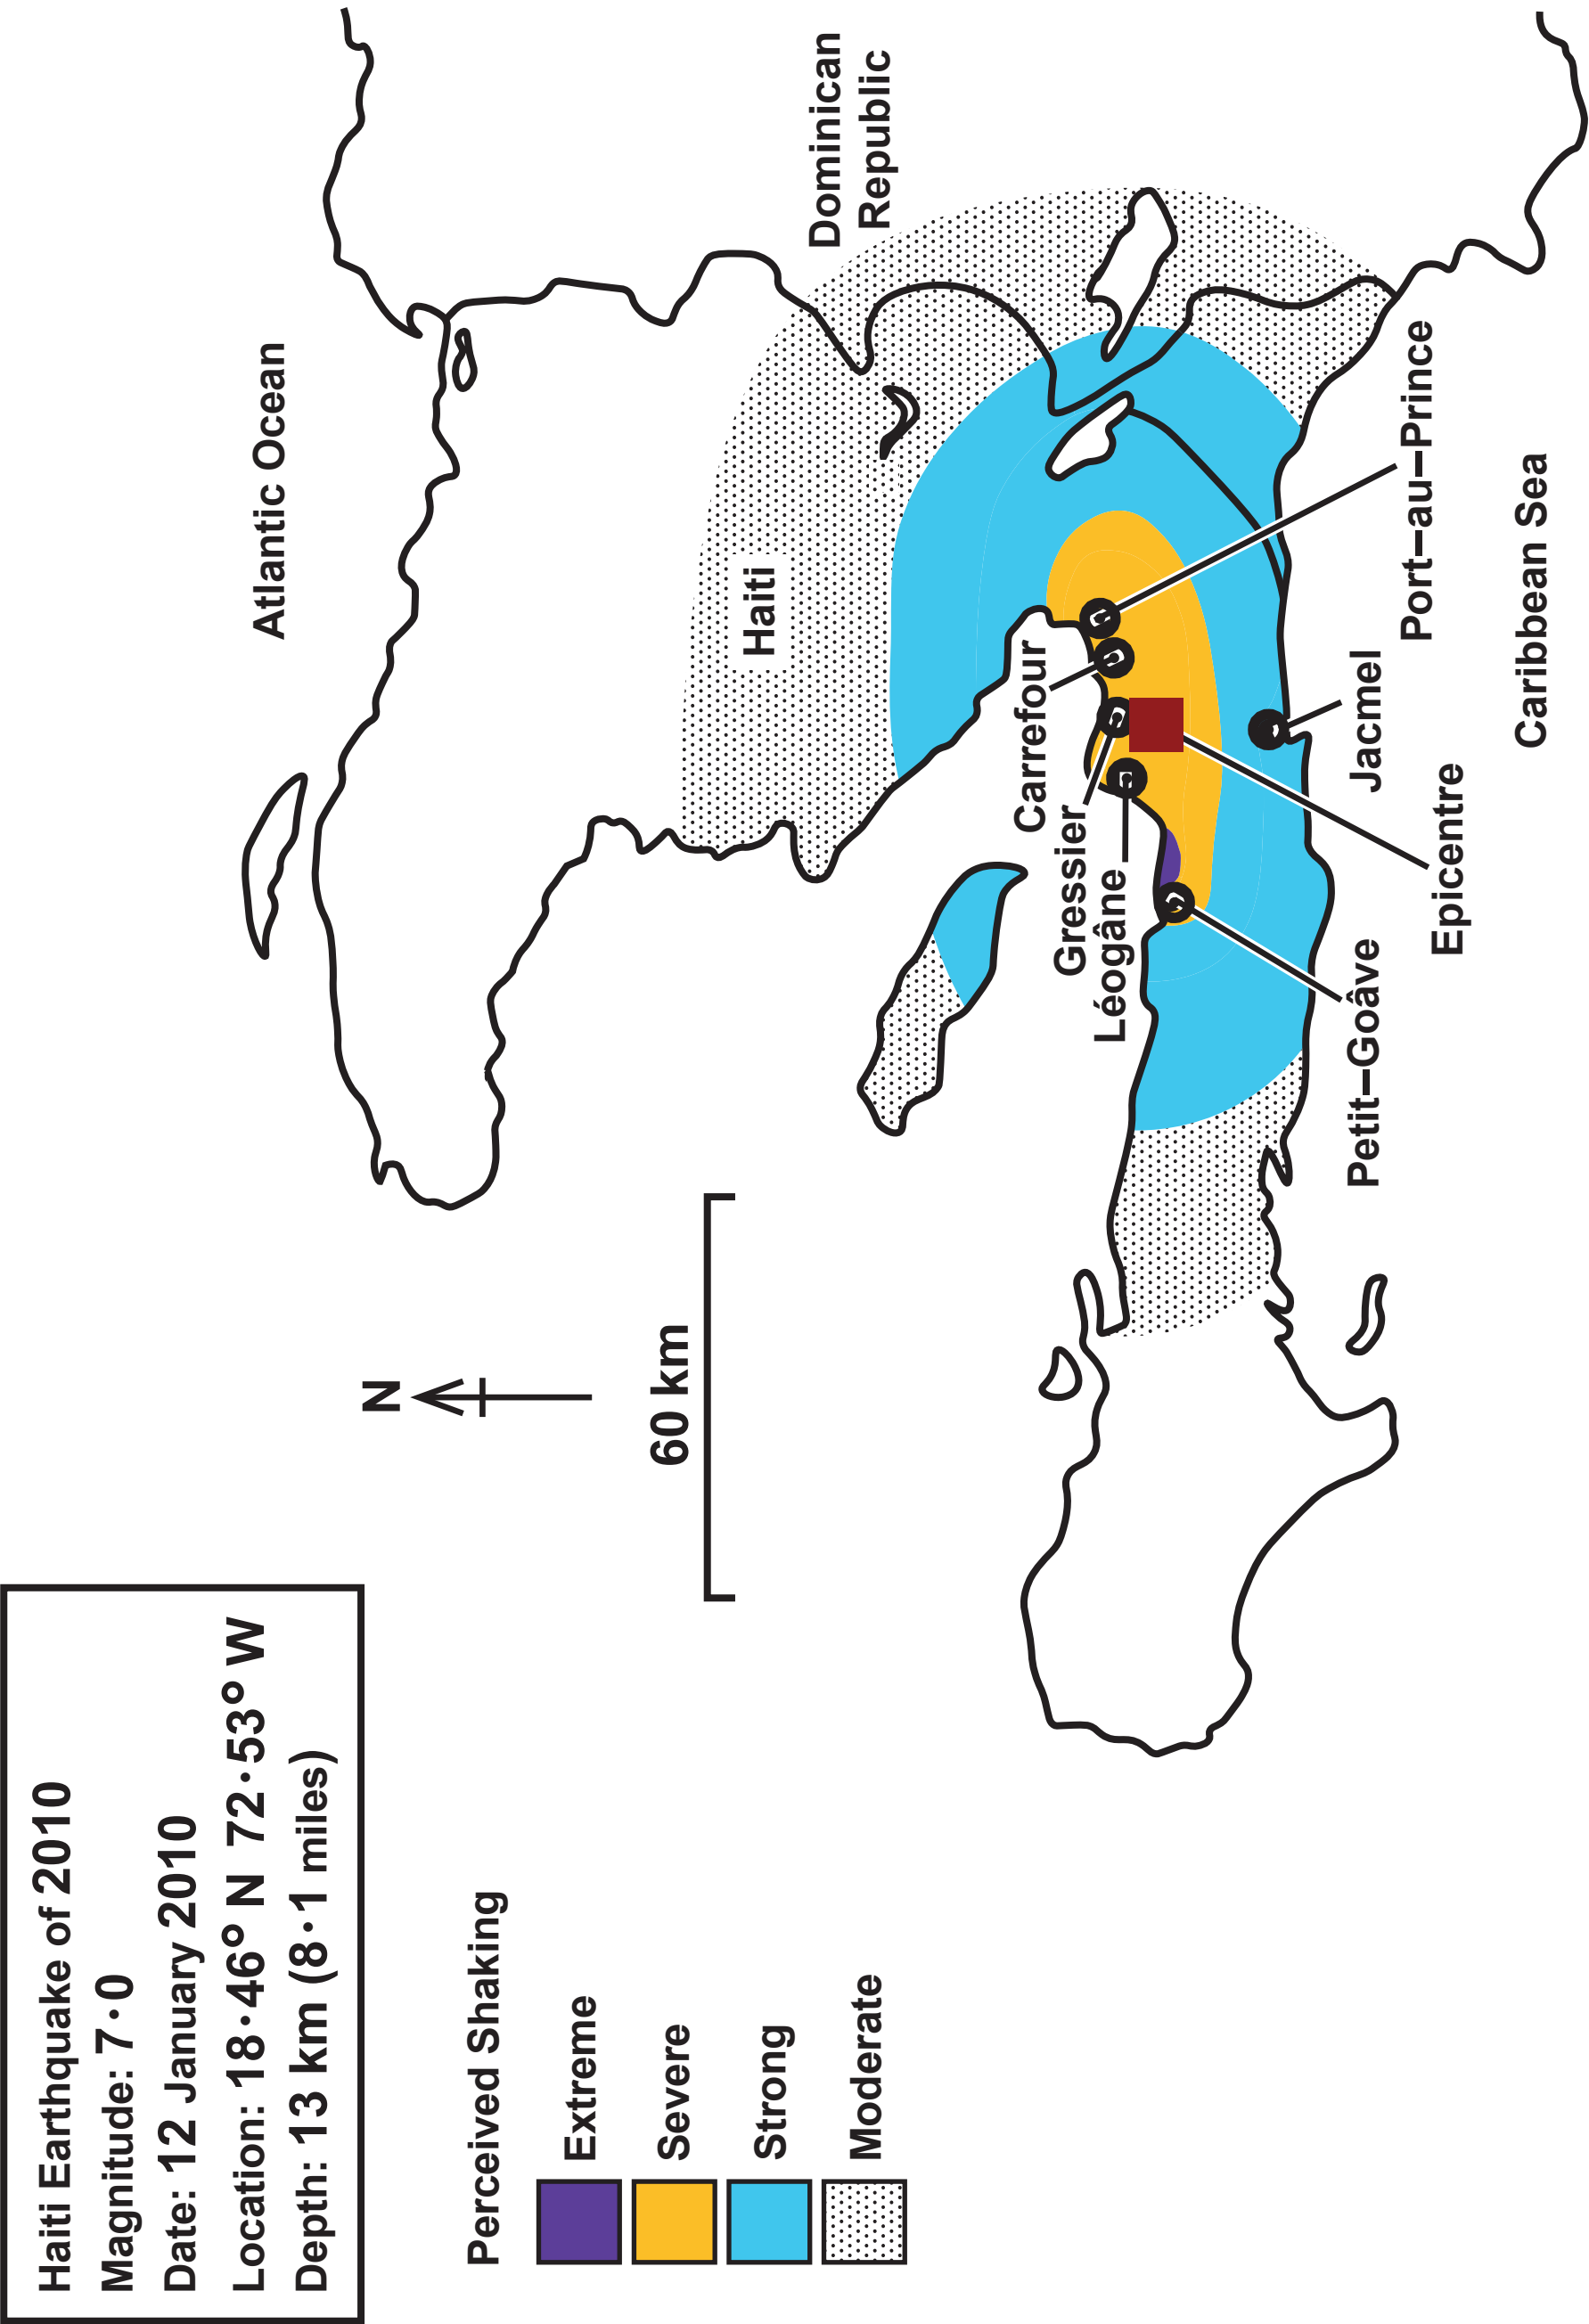 Haiti Earthquake of 2010
Magnitude: 7·0
Date: 12 January 2010
Location: 18·46° N 72·53° W
Depth: 13 km (8·1 miles)
Perceived Shaking
Extreme
Severe
Strong
Moderate
N
60 km
Atlantic Ocean
Haiti
Dominican
Republic
Carrefour
Gressier
Léogâne
Petit–Goâve
Epicentre
Jacmel
Port–au–Prince
Caribbean Sea